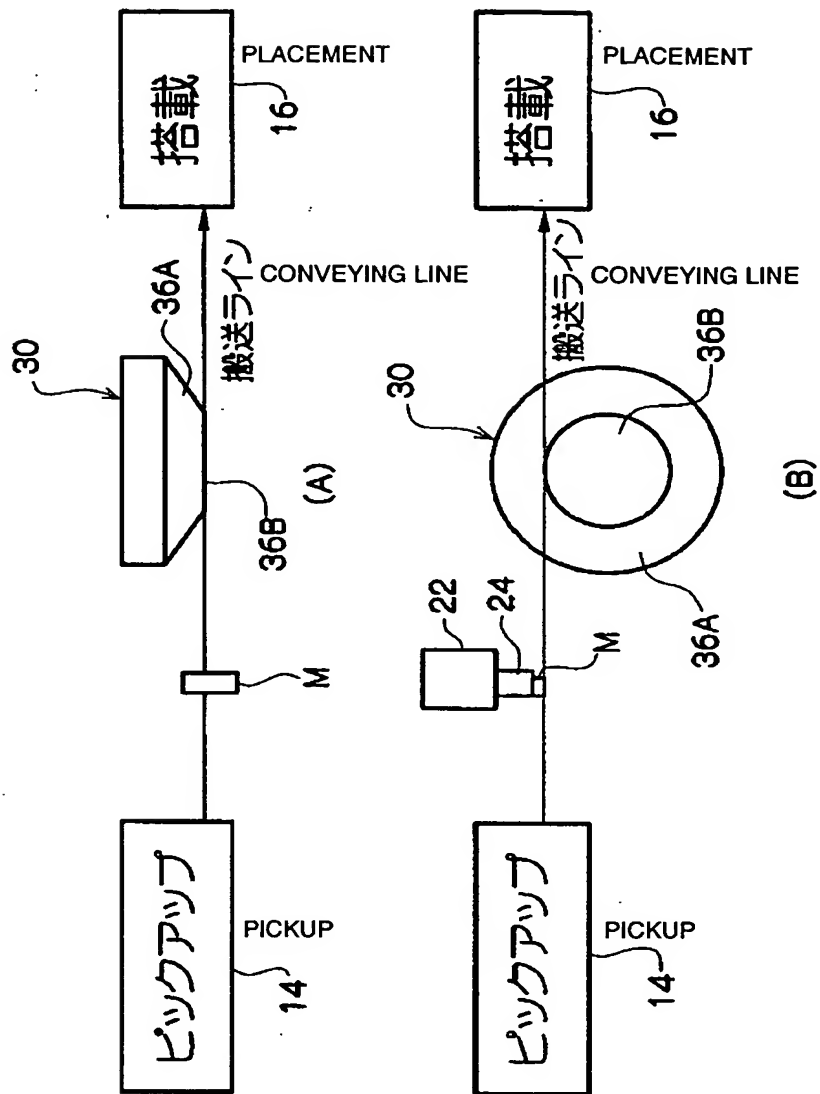 搭載
PLACEMENT
16
搬送ライン
CONVEYING LINE
36A
30
36B
(A)
M
ピックアップ
PICKUP
14
搭載
PLACEMENT
16
搬送ライン
CONVEYING LINE
36B
30
22
24
M
36A
(B)
ピックアップ
PICKUP
14